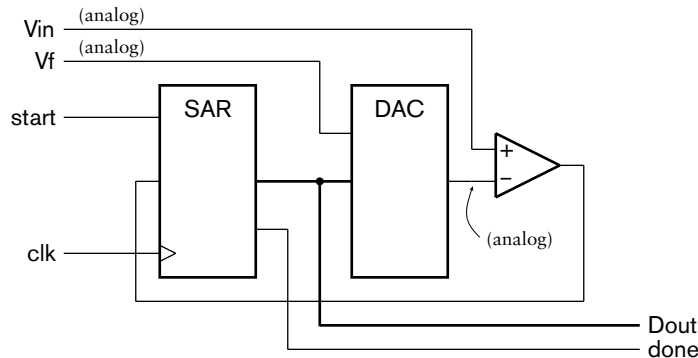 (analog)
Vin
(analog)
Vf
SAR
DAC
start
+
−
(analog)
clk
Dout
done